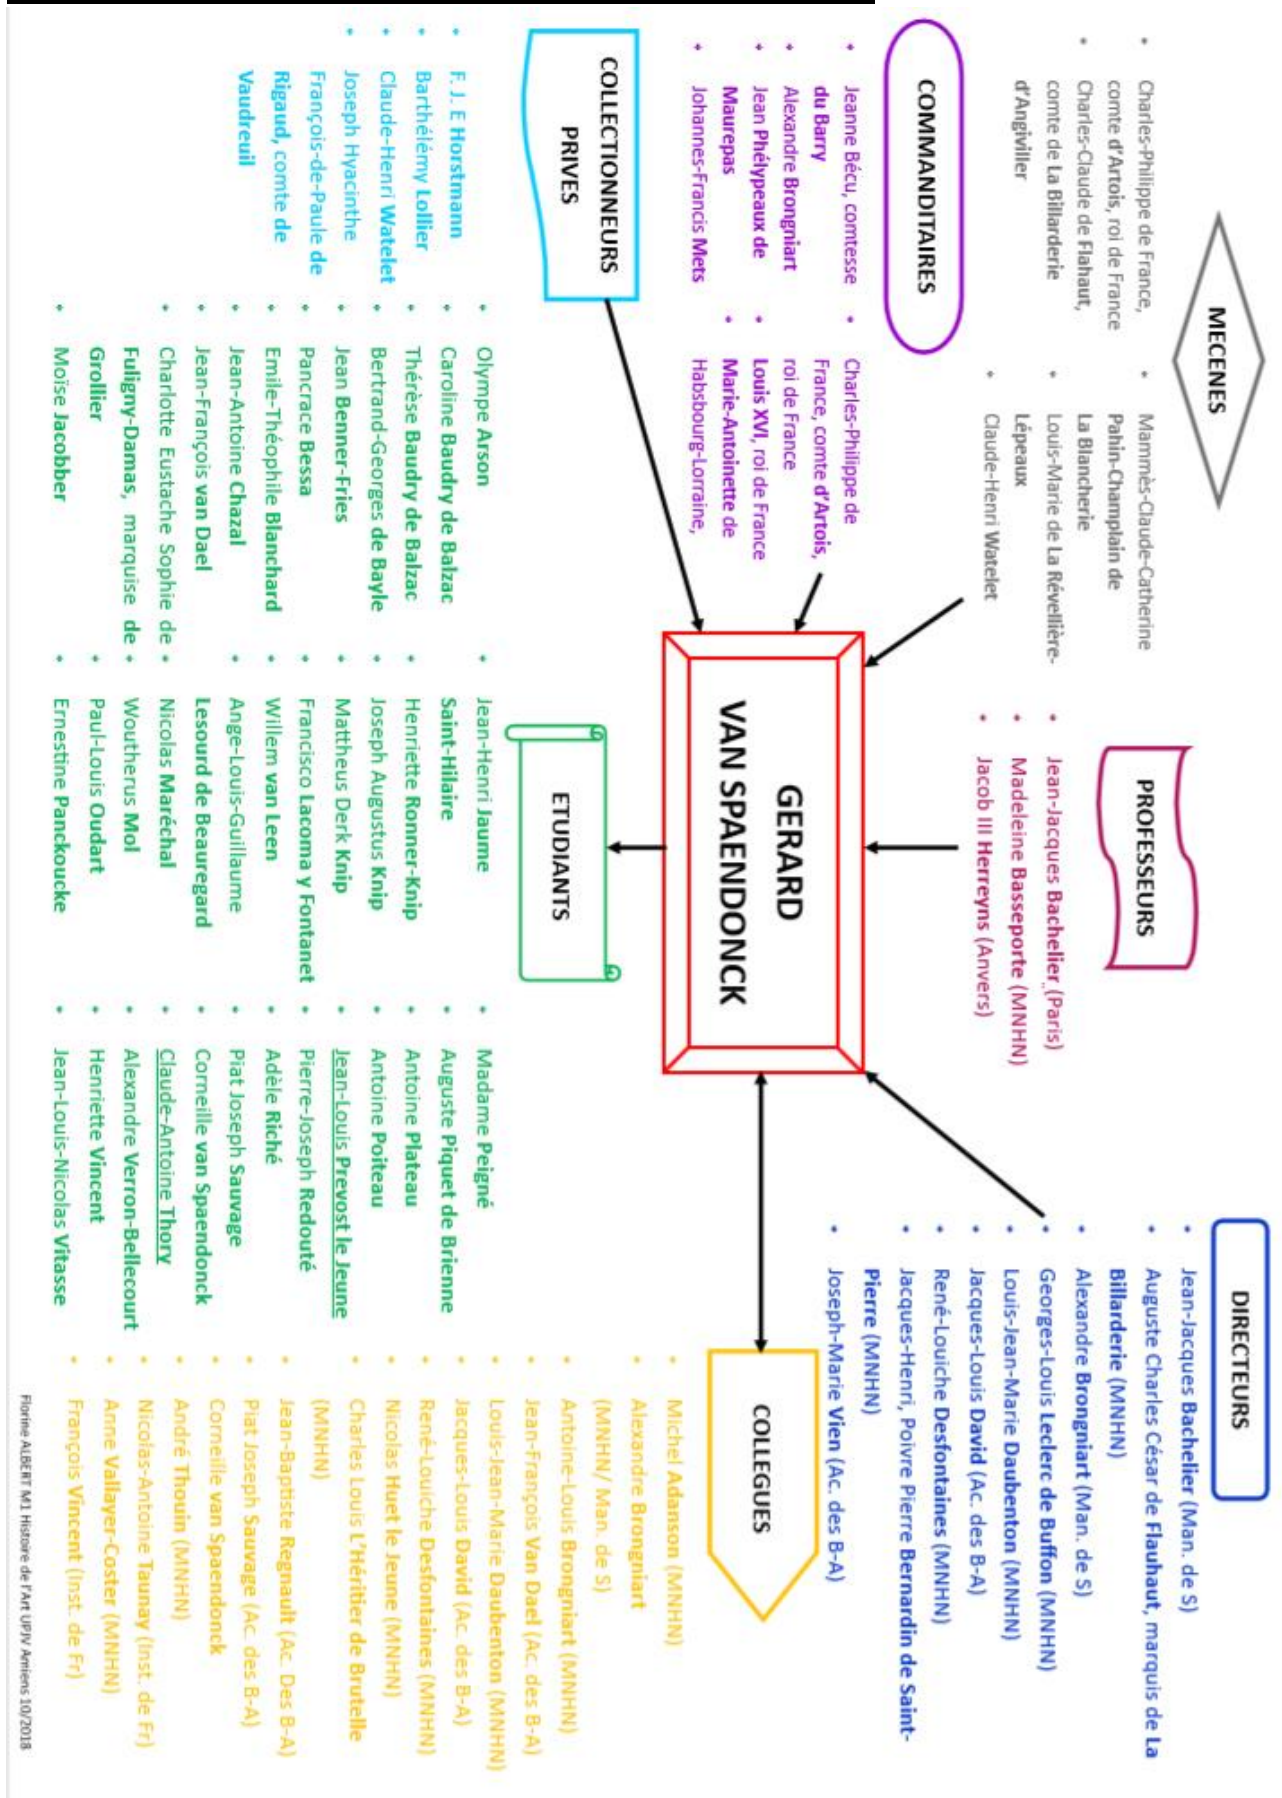 MECENES
Charles-Philippe de France,
comte d'Artois, roi de France
Charles-Claude de Flahaut,
comte de La Billarderie
d'Angiviller
Mammès-Claude-Catherine
Pahin-Champlain de
La Blancherie
Louis-Marie de La Révellière-
Lépeaux
Claude-Henri Watelet
PROFESSEURS
Jean-Jacques Bachelier (Paris)
Madeleine Basseporte (MNHN)
Jacob III Herreyns (Anvers)
DIRECTEURS
Jean-Jacques Bachelier (Man. de S)
Auguste Charles César de Flauhaut, marquis de La
Billarderie (MNHN)
Alexandre Brongniart (Man. de S)
Georges-Louis Leclerc de Buffon (MNHN)
Louis-Jean-Marie Daubenton (MNHN)
Jacques-Louis David (Ac. des B-A)
René-Louiche Desfontaines (MNHN)
Jacques-Henri, Poivre Pierre Bernardin de Saint-
Pierre (MNHN)
Joseph-Marie Vien (Ac. des B-A)
COMMANDITAIRES
Jeanne Bécu, comtesse
du Barry
Alexandre Brongniart
Jean Phélypeaux de
Maurepas
Johannes-Francis Mets
Charles-Philippe de
France, comte d'Artois,
roi de France
Louis XVI, roi de France
Marie-Antoinette de
Habsbourg-Lorraine,
GERARD
VAN SPAENDONCK
COLLECTIONNEURS
PRIVES
F. J. E Horstmann
Barthélémy Lollier
Claude-Henri Watelet
Joseph Hyacinthe
François-de-Paule de
Rigaud, comte de
Vaudreuil
ETUDIANTS
Olympe Arson
Caroline Baudry de Balzac
Thérèse Baudry de Balzac
Bertrand-Georges de Bayle
Jean Benner-Fries
Pancrace Bessa
Emile-Théophile Blanchard
Jean-Antoine Chazal
Jean-François van Dael
Charlotte Eustache Sophie de
Fuligny-Damas, marquise de
Grollier
Moïse Jacobber
Jean-Henri Jaume
Saint-Hilaire
Henriette Ronner-Knip
Joseph Augustus Knip
Mattheus Derk Knip
Francisco Lacoma y Fontanet
Willem van Leen
Ange-Louis-Guillaume
Lesourd de Beauregard
Nicolas Maréchal
Woutherus Mol
Paul-Louis Oudart
Ernestine Panckoucke
Madame Peigné
Auguste Piquet de Brienne
Antoine Plateau
Antoine Poiteau
Jean-Louis Prevost le Jeune
Pierre-Joseph Redouté
Adèle Riché
Piat Joseph Sauvage
Corneille van Spaendonck
Claude-Antoine Thory
Alexandre Verron-Bellecourt
Henriette Vincent
Jean-Louis-Nicolas Vitasse
COLLEGUES
Michel Adanson (MNHN)
Alexandre Brongniart
(MNHN/ Man. de S)
Antoine-Louis Brongniart (MNHN)
Jean-François Van Dael (Ac. des B-A)
Louis-Jean-Marie Daubenton (MNHN)
Jacques-Louis David (Ac. des B-A)
René-Louiche Desfontaines (MNHN)
Nicolas Huet le Jeune (MNHN)
Charles Louis L'Héritier de Brutelle
(MNHN)
Jean-Baptiste Regnault (Ac. Des B-A)
Piat Joseph Sauvage (Ac. des B-A)
Corneille van Spaendonck
André Thouin (MNHN)
Nicolas-Antoine Taunay (Inst. de Fr)
Anne Vallayer-Coster (MNHN)
François Vincent (Inst. de Fr)
Florine ALBERT M1 Histoire de l'Art UPJV Amiens 10/2018